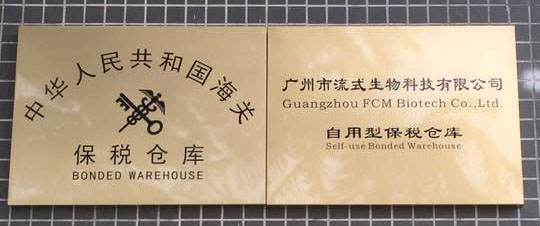 中华人民共和国海关
保税仓库
BONDED WAREHOUSE
广州市流式生物科技有限公司
Guangzhou FCM Biotech Co.,Ltd.
自用型保税仓库
Self-use Bonded Warehouse